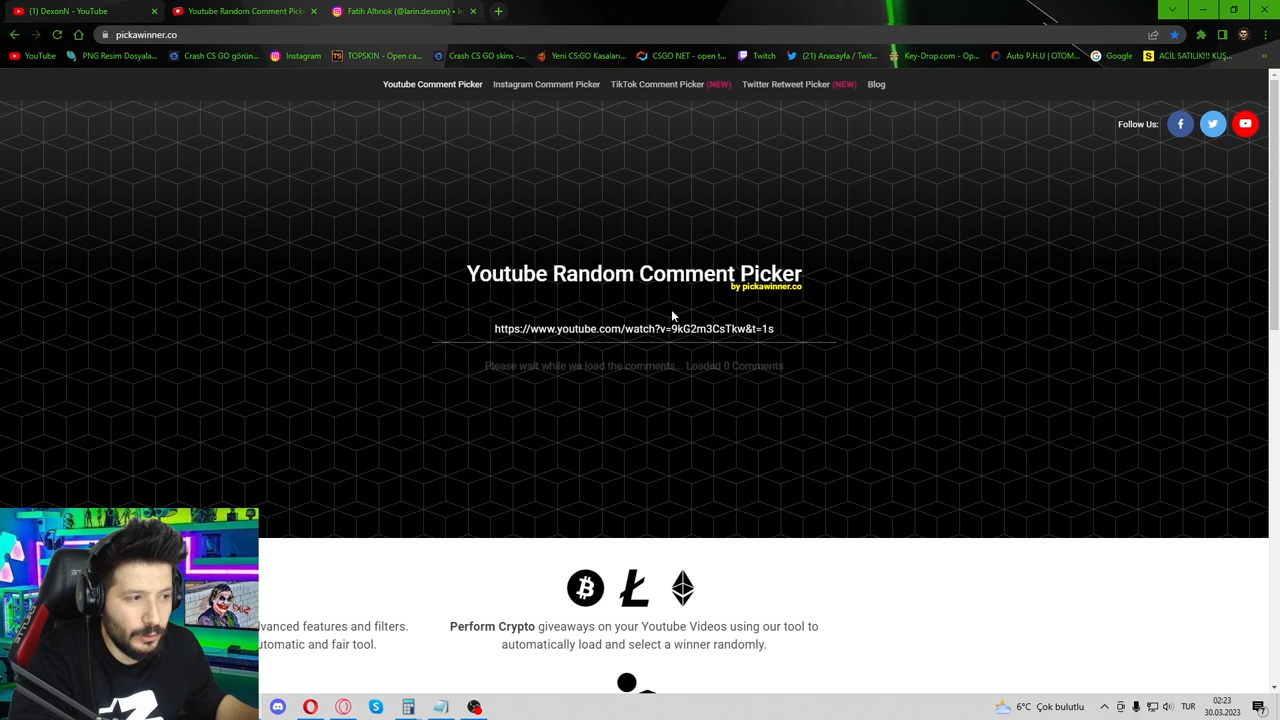 (1) DexonN - YouTube
Youtube Random Comment Pick
Fatih Altınok (@larin.dexonn) • In
pickawinner.co
YouTube
PNG Resim Dosyala...
Crash CS GO görün...
Instagram
TOPSKIN - Open ca...
Crash CS GO skins -...
Yeni CS:GO Kasaları...
CSGO NET - open t...
Twitch
(21) Anasayfa / Twit...
Key-Drop.com - Op...
Auto P.H.U | OTOM...
Google
ACİL SATILIK!!! KUŞ...
Youtube Comment Picker
Instagram Comment Picker
TikTok Comment Picker (NEW)
Twitter Retweet Picker (NEW)
Blog
Follow Us:
Youtube Random Comment Picker
by pickawinner.co
https://www.youtube.com/watch?v=9kG2m3CsTkw&t=1s
Please wait while we load the comments... Loaded 0 Comments
vanced features and filters.
utomatic and fair tool.
Perform Crypto giveaways on your Youtube Videos using our tool to
automatically load and select a winner randomly.
6°C Çok bulutlu
TUR
02:23
30.03.2023